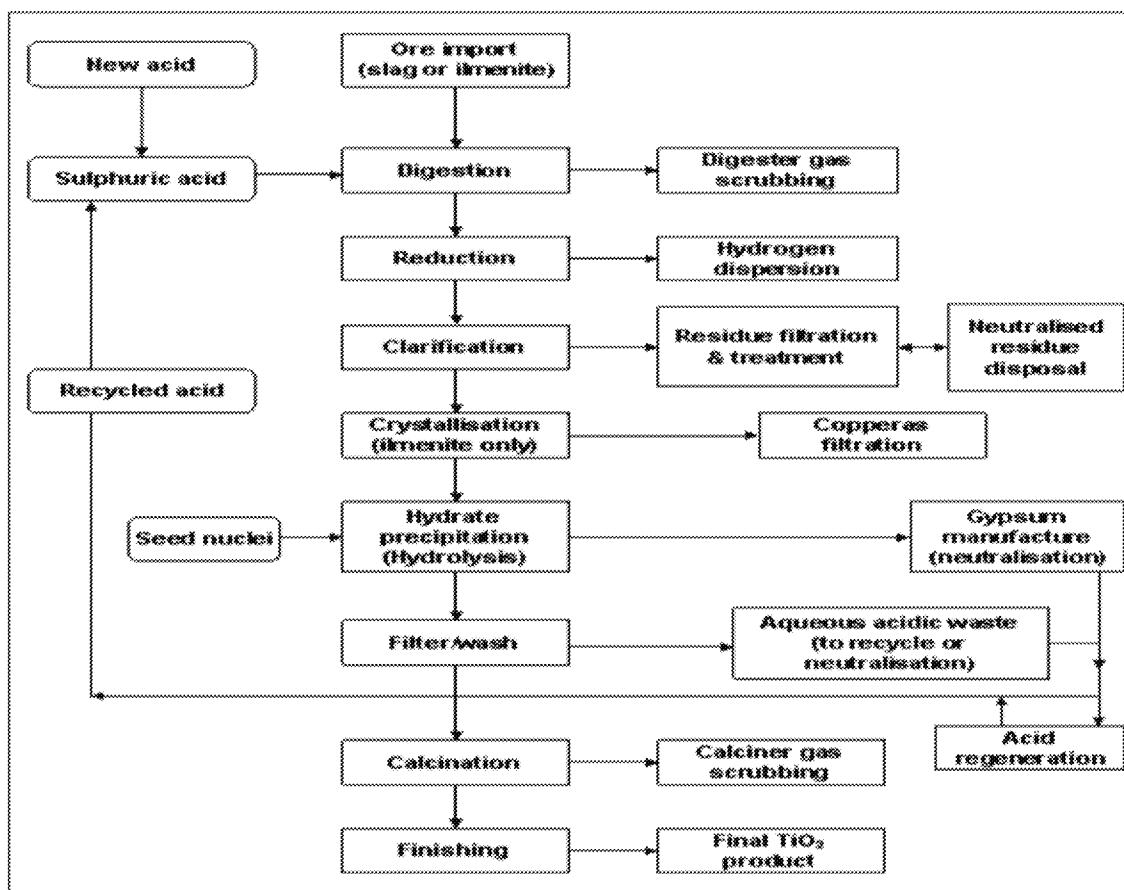 New acid
Ore import
(slag or ilmenite)
Sulphuric acid
Digestion
Digester gas
scrubbing
Reduction
Hydrogen
dispersion
Clarification
Residue filtration
& treatment
Neutralised
residue
disposal
Recycled acid
Crystallisation
(ilmenite only)
Copperas
filtration
Seed nuclei
Hydrate
precipitation
(Hydrolysis)
Gypsum
manufacture
(neutralisation)
Filter/wash
Aqueous acidic waste
(to recycle or
neutralisation)
Acid
regeneration
Calcination
Calciner gas
scrubbing
Finishing
Final TiO₂
product